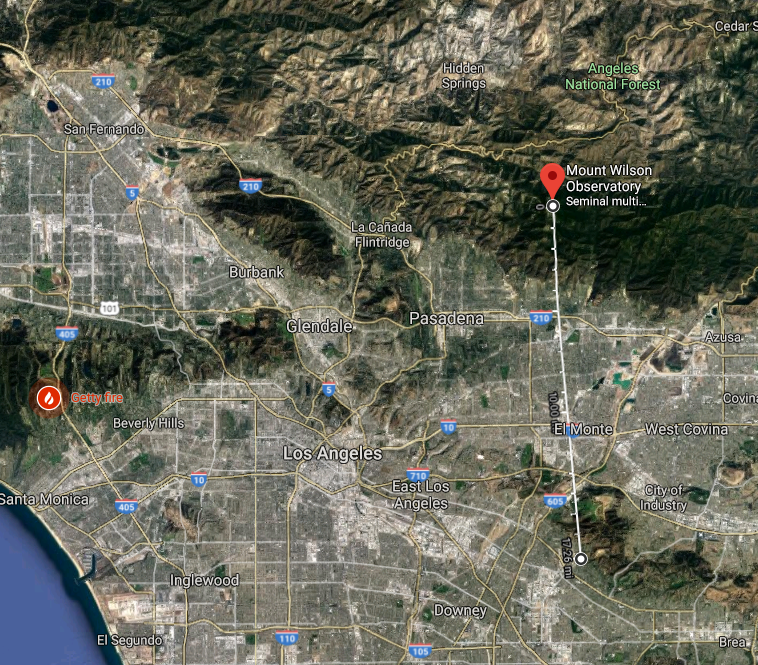 Cedar S
Hidden
Springs
Angeles
National Forest
210
San Fernando
Mount Wilson
Observatory
Seminal multi...
210
5
La Cañada
Flintridge
Burbank
101
Glendale
Pasadena
210
405
Azusa
5
Getty fire
Covina
10.00
Beverly Hills
10
El Monte
West Covina
Los Angeles
710
10
East Los
Angeles
605
City of
Industry
Santa Monica
405
17.26 mi
Inglewood
Downey
El Segundo
110
105
Brea